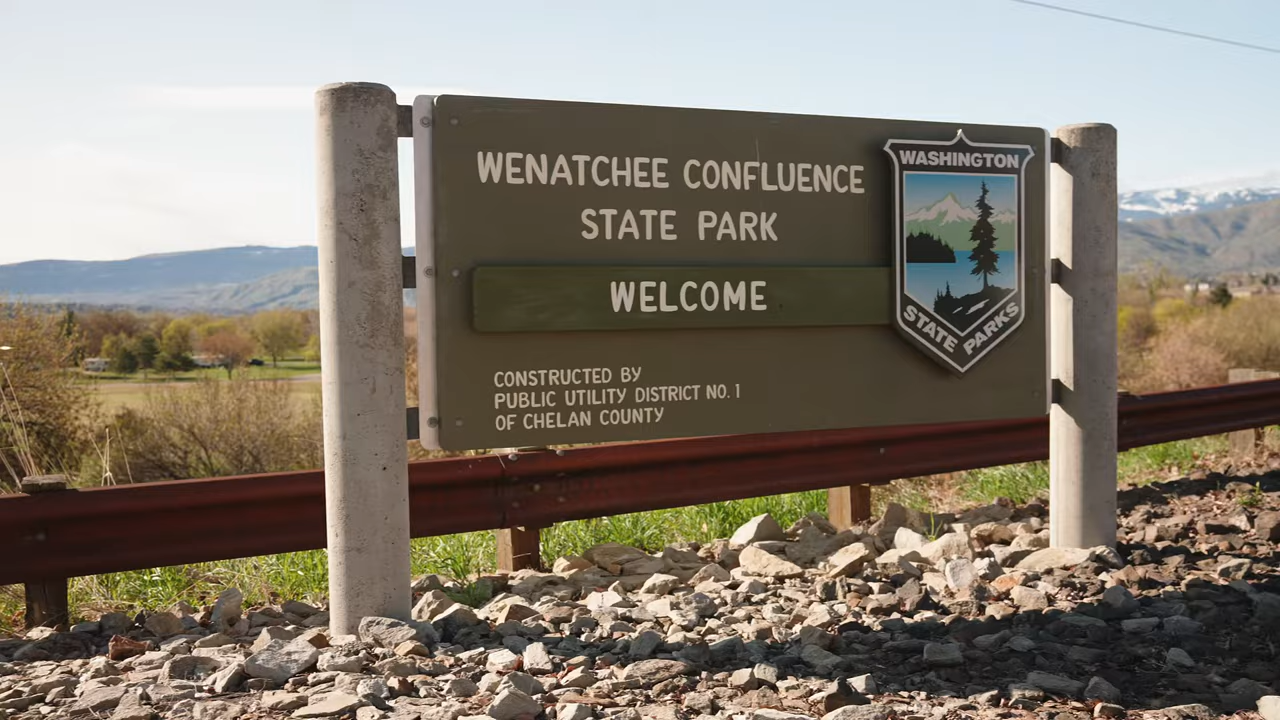 WENATCHEE CONFLUENCE
STATE PARK
WELCOME
CONSTRUCTED BY
PUBLIC UTILITY DISTRICT NO. 1
OF CHELAN COUNTY
WASHINGTON
STATE PARKS